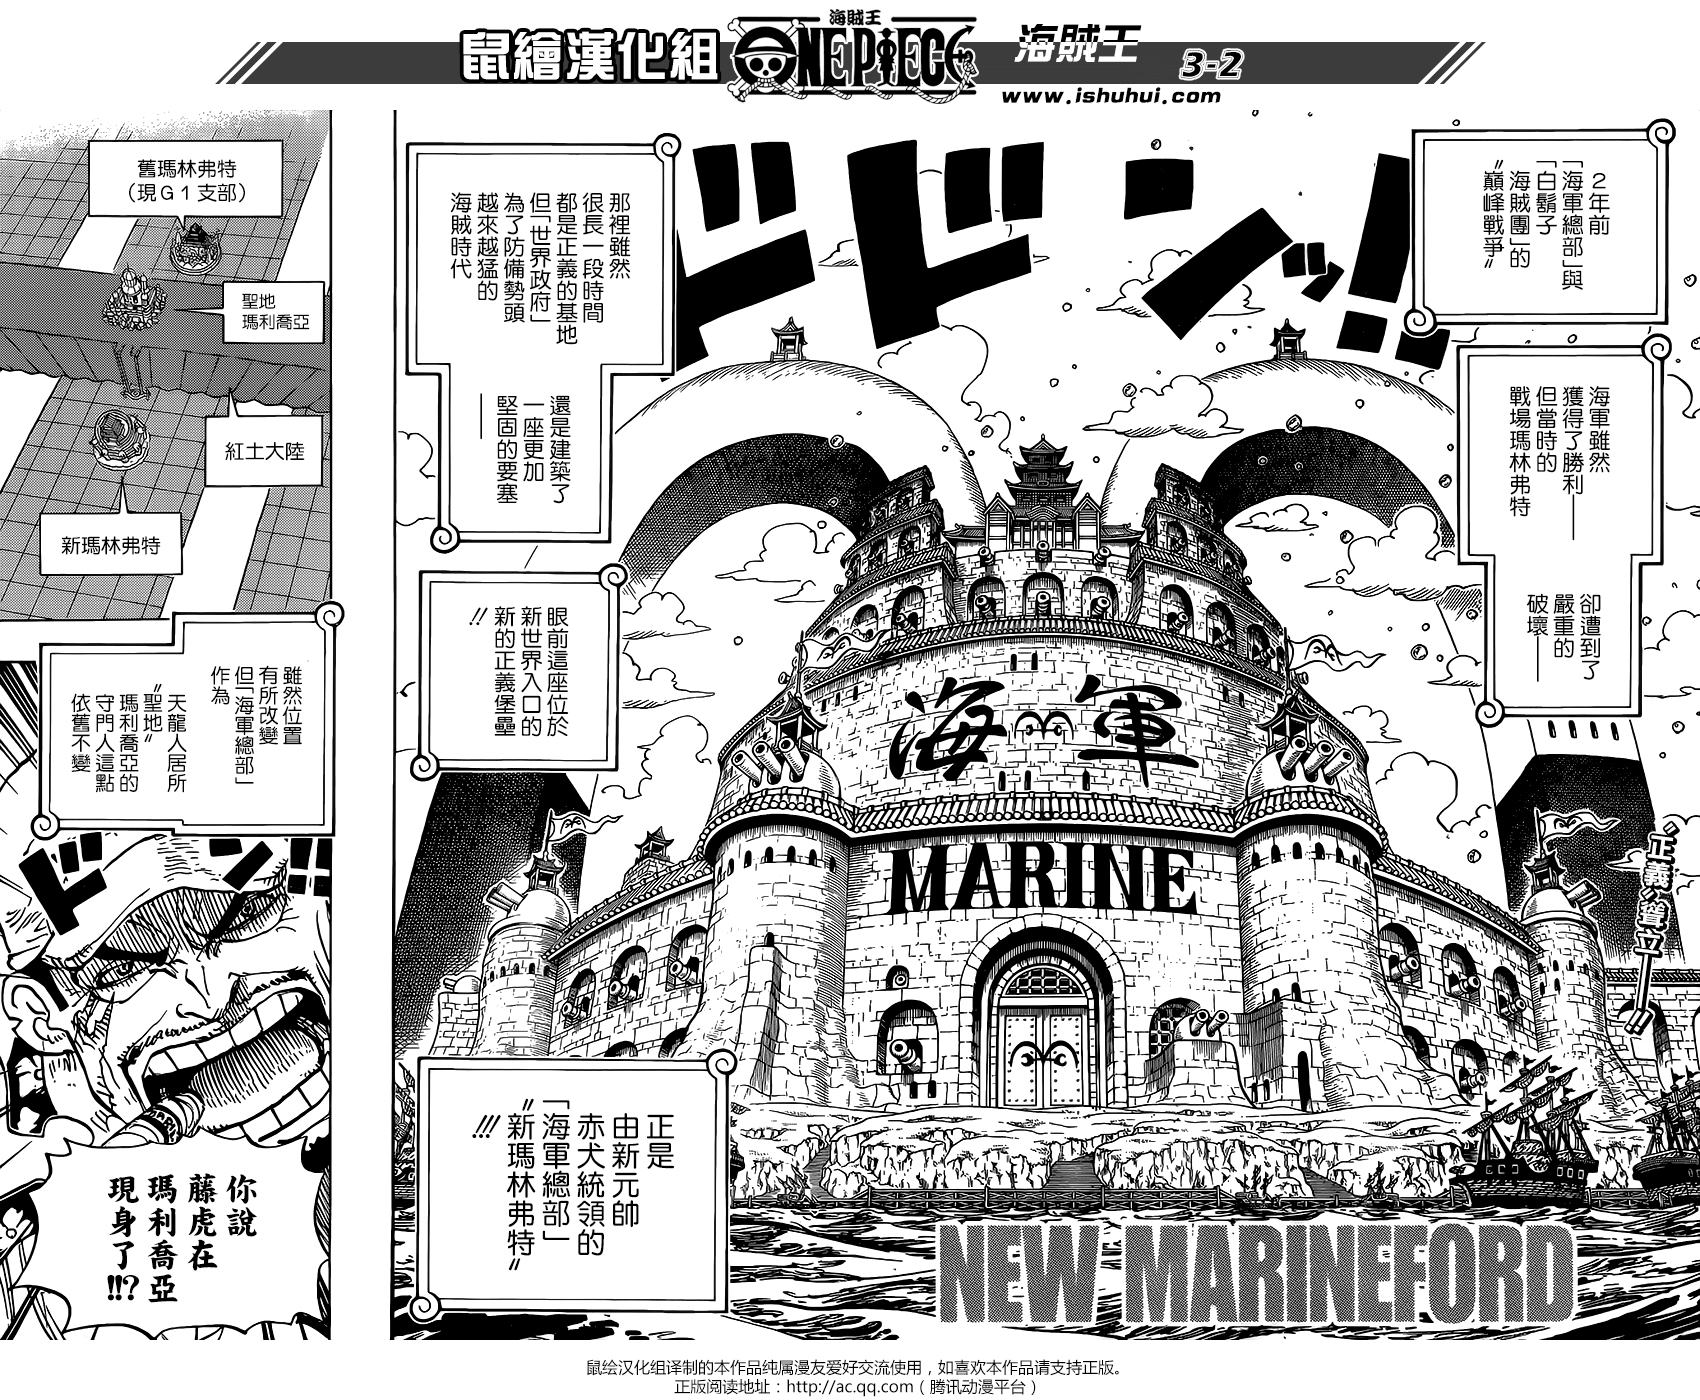 鼠繪漢化組
海賊王
ONE PIECE
海賊王
3-2
www.ishuhui.com
2年前
「海軍總部」與
「白鬍子
海賊團」的
〝巔峰戰爭〞
海軍雖然
獲得了勝利——
但當時的
戰場瑪林弗特
卻遭到了
嚴重的
破壞——
那裡雖然
很長一段時間
都是正義的基地
但「世界政府」
為了防備勢頭
越來越猛的
海賊時代
還是建築了
一座更加
堅固的要塞
——
眼前這座位於
新世界入口的
新的正義堡壘
!!
海軍
MARINE
〝正義〞聳立——
正是
由新元帥
赤犬統領的
「海軍總部」
〝新瑪林弗特〞
!!!
NEW MARINEFORD
ドドン!!
舊瑪林弗特
（現G1支部）
聖地
瑪利喬亞
紅土大陸
新瑪林弗特
雖然位置
有所改變
但「海軍總部」
作為
天龍人居所
〝聖地〞
瑪利喬亞的
守門人這點
依舊不變
ドン!!
你說
藤虎在
瑪利喬亞
現身了!!?
鼠绘汉化组译制的本作品纯属漫友爱好交流使用，如喜欢本作品请支持正版。
正版阅读地址：http://ac.qq.com（腾讯动漫平台）